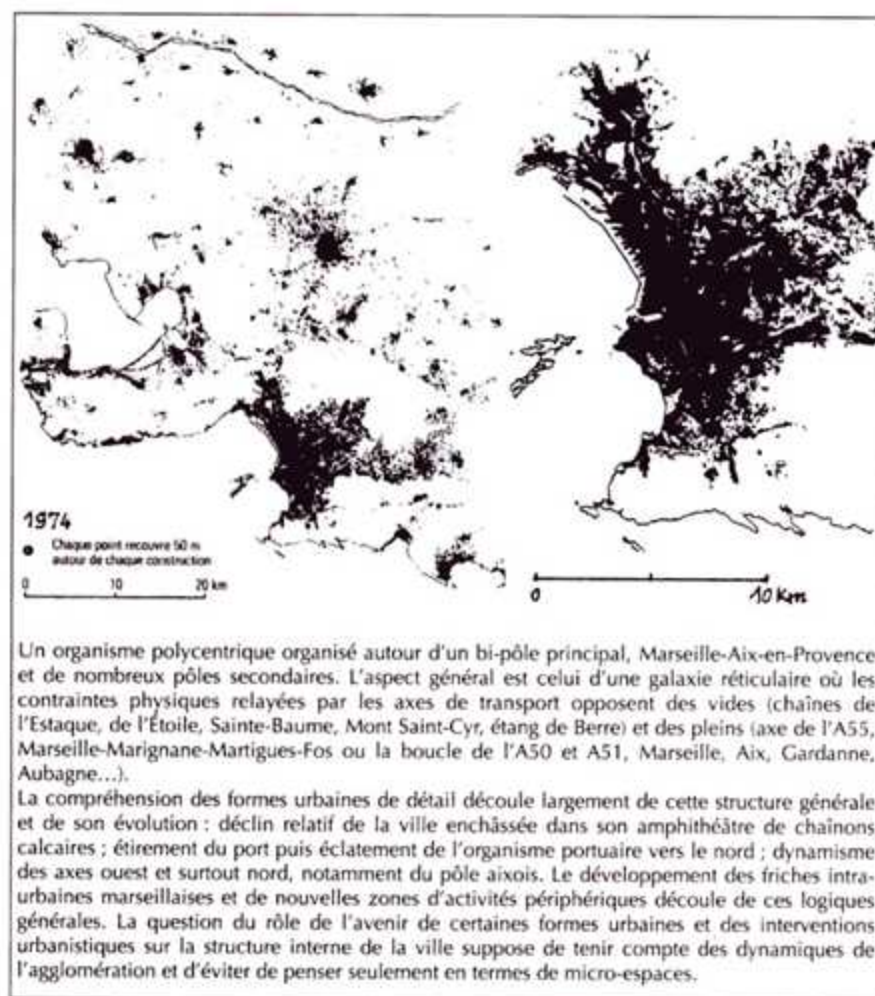 1974
Chaque point recouvre 50 m
autour de chaque construction
0 10 20 km
0 10 Km
Un organisme polycentrique organisé autour d'un bi-pôle principal, Marseille-Aix-en-Provence
et de nombreux pôles secondaires. L'aspect général est celui d'une galaxie réticulaire où les
contraintes physiques relayées par les axes de transport opposent des vides (chaînes de
l'Estaque, de l'Étoile, Sainte-Baume, Mont Saint-Cyr, étang de Berre) et des pleins (axe de l'A55,
Marseille-Marignane-Martigues-Fos ou la boucle de l'A50 et A51, Marseille, Aix, Gardanne,
Aubagne...).
La compréhension des formes urbaines de détail découle largement de cette structure générale
et de son évolution : déclin relatif de la ville enchâssée dans son amphithéâtre de chaînons
calcaires ; étirement du port puis éclatement de l'organisme portuaire vers le nord ; dynamisme
des axes ouest et surtout nord, notamment du pôle aixois. Le développement des friches intra-
urbaines marseillaises et de nouvelles zones d'activités périphériques découle de ces logiques
générales. La question du rôle de l'avenir de certaines formes urbaines et des interventions
urbanistiques sur la structure interne de la ville suppose de tenir compte des dynamiques de
l'agglomération et d'éviter de penser seulement en termes de micro-espaces.